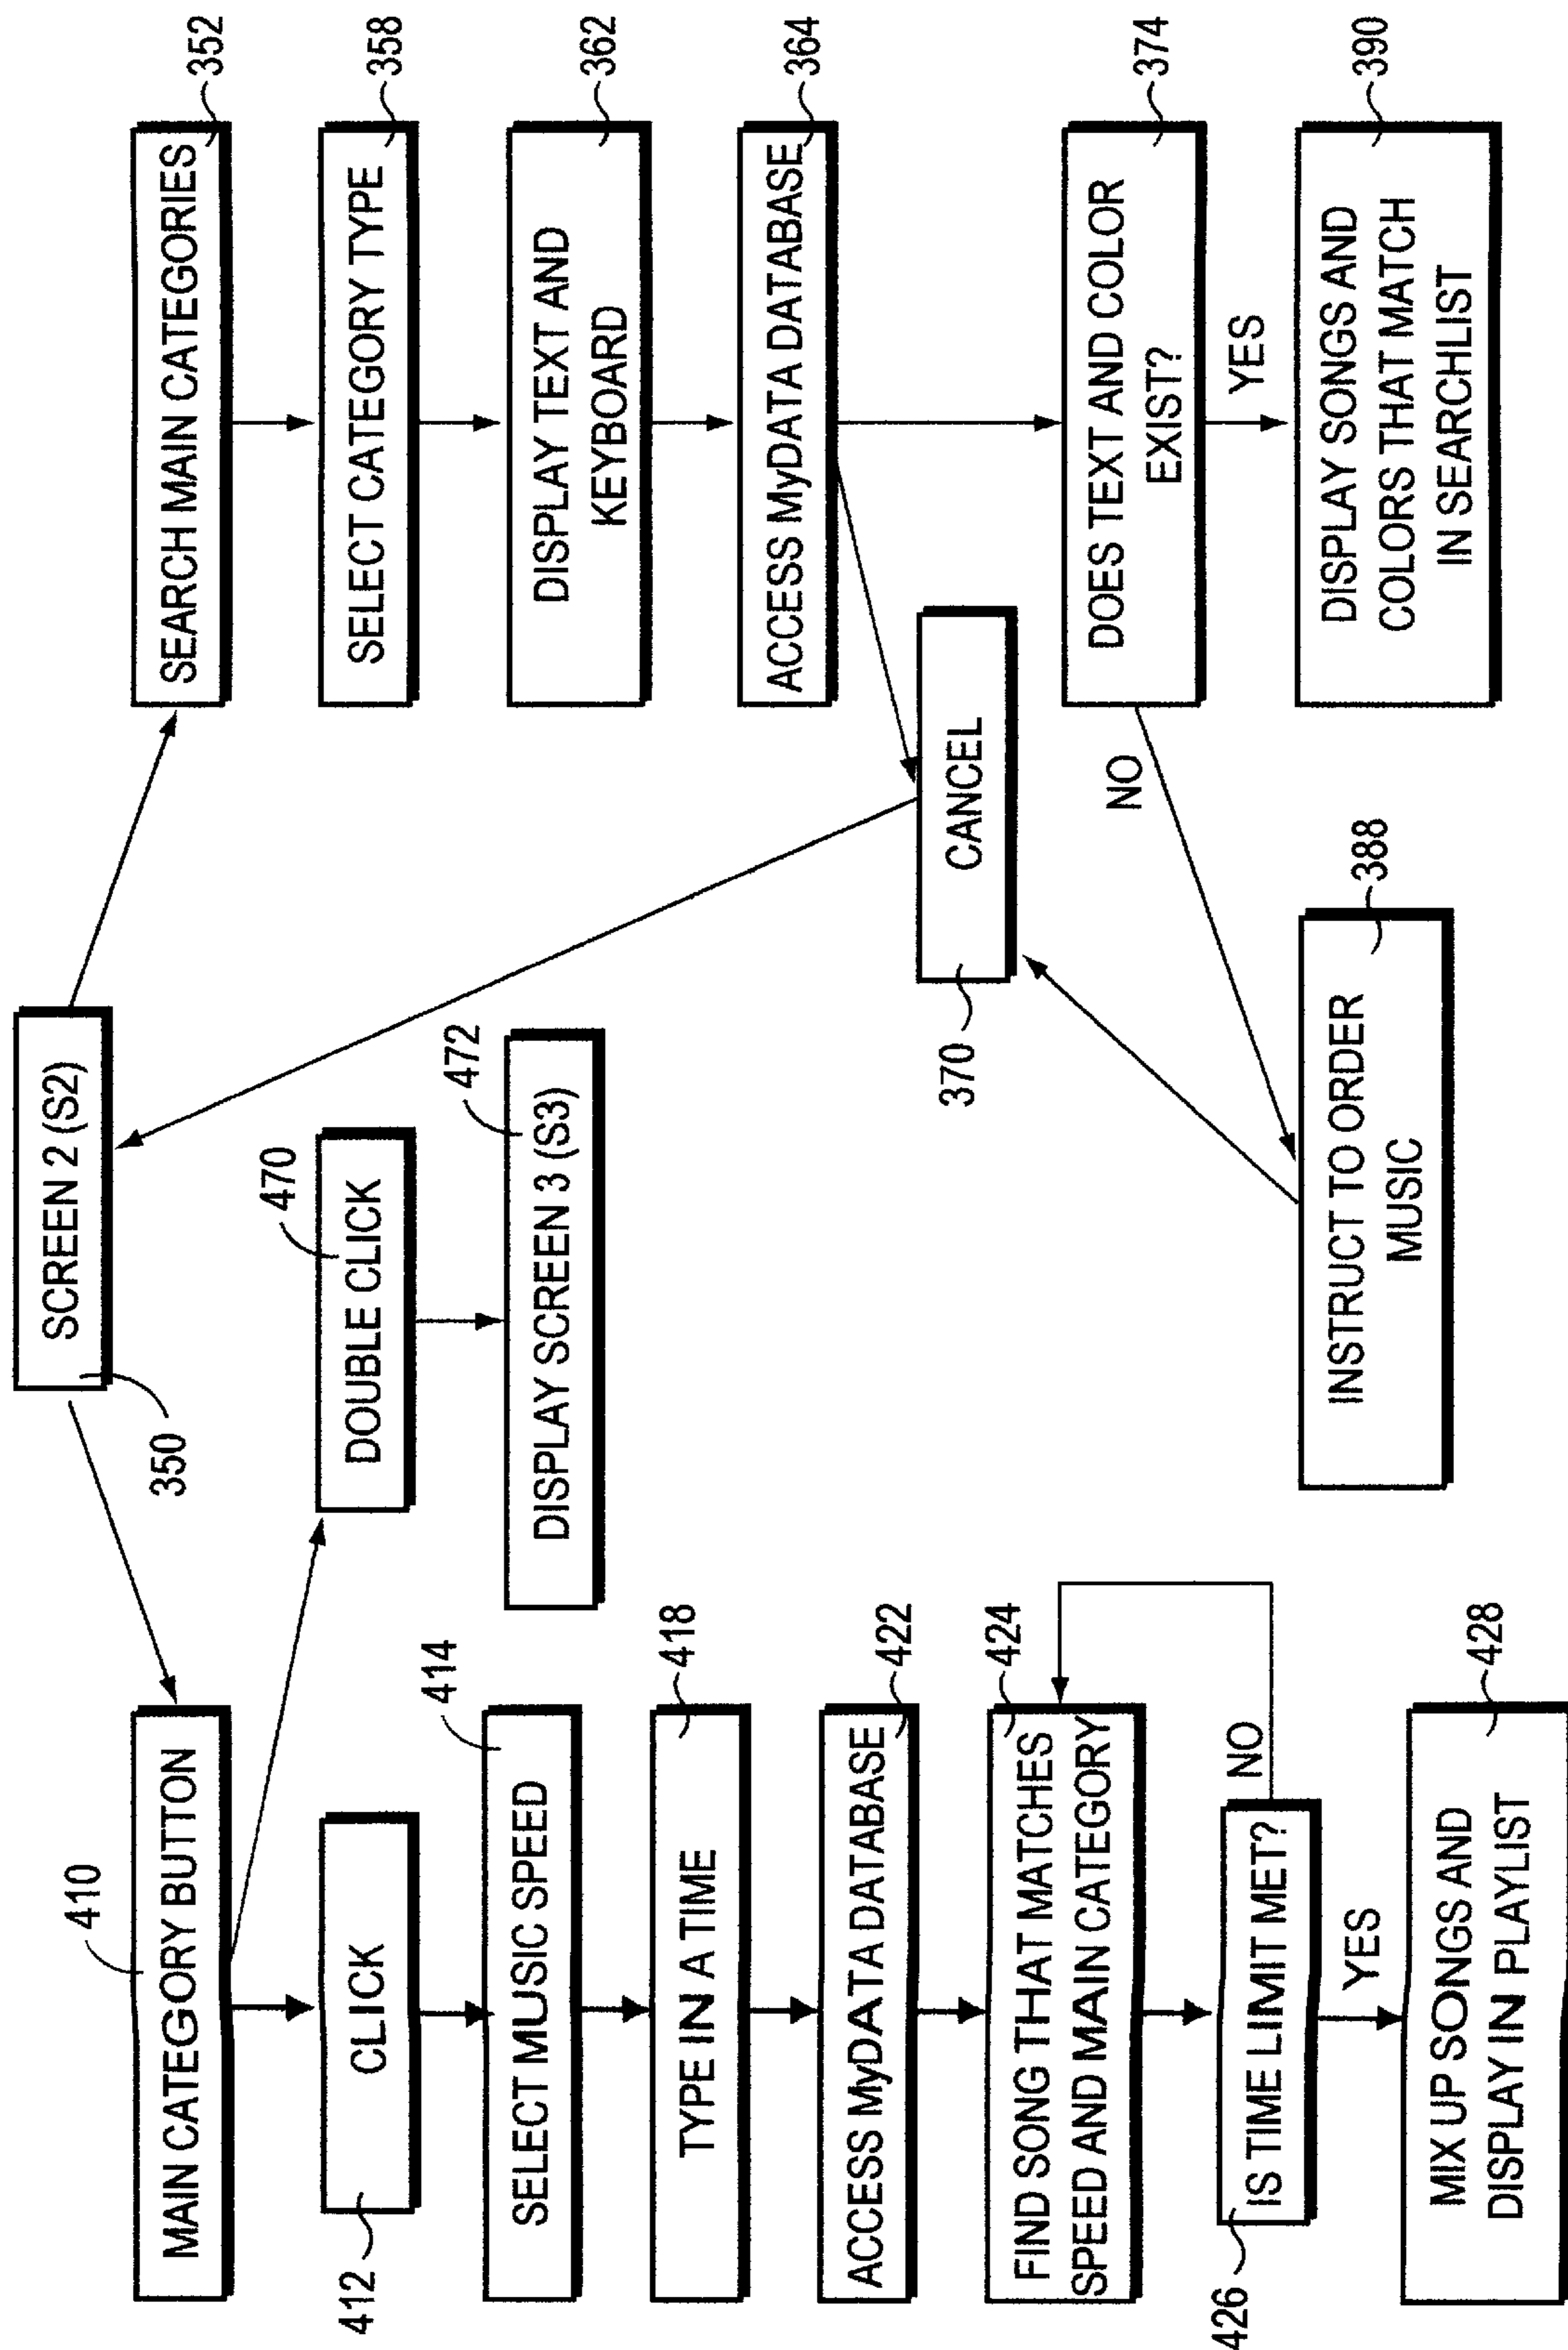 SCREEN 2 (S2)
350
410
MAIN CATEGORY BUTTON
412
CLICK
414
SELECT MUSIC SPEED
418
TYPE IN A TIME
422
ACCESS MyDATA DATABASE
424
FIND SONG THAT MATCHES
SPEED AND MAIN CATEGORY
426
IS TIME LIMIT MET?
NO
YES
428
MIX UP SONGS AND
DISPLAY IN PLAYLIST
470
DOUBLE CLICK
472
DISPLAY SCREEN 3 (S3)
352
SEARCH MAIN CATEGORIES
358
SELECT CATEGORY TYPE
362
DISPLAY TEXT AND
KEYBOARD
364
ACCESS MyDATA DATABASE
370
CANCEL
374
DOES TEXT AND COLOR
EXIST?
NO
YES
388
INSTRUCT TO ORDER
MUSIC
390
DISPLAY SONGS AND
COLORS THAT MATCH
IN SEARCHLIST